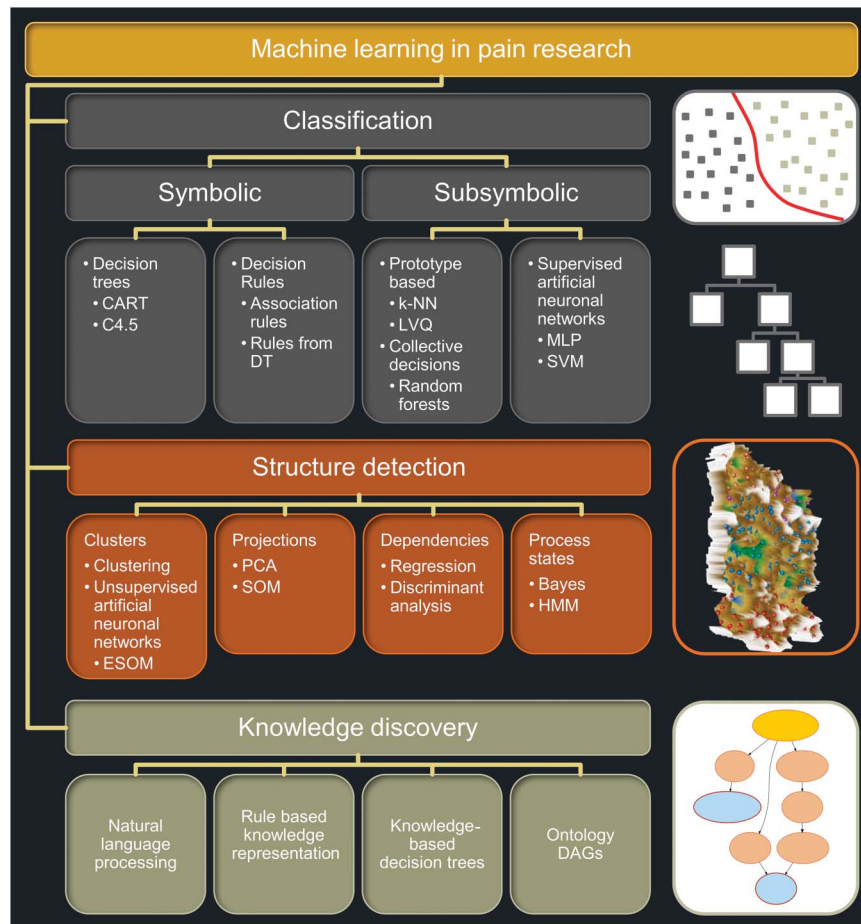 Machine learning in pain research
Classification
Symbolic
Subsymbolic
• Decision
trees
• CART
• C4.5
• Decision
Rules
• Association
rules
• Rules from
DT
• Prototype
based
• k-NN
• LVQ
• Collective
decisions
• Random
forests
• Supervised
artificial
neuronal
networks
• MLP
• SVM
Structure detection
Clusters
• Clustering
• Unsupervised
artificial
neuronal
networks
• ESOM
Projections
• PCA
• SOM
Dependencies
• Regression
• Discriminant
analysis
Process
states
• Bayes
• HMM
Knowledge discovery
Natural
language
processing
Rule based
knowledge
representation
Knowledge-
based
decision trees
Ontology
DAGs